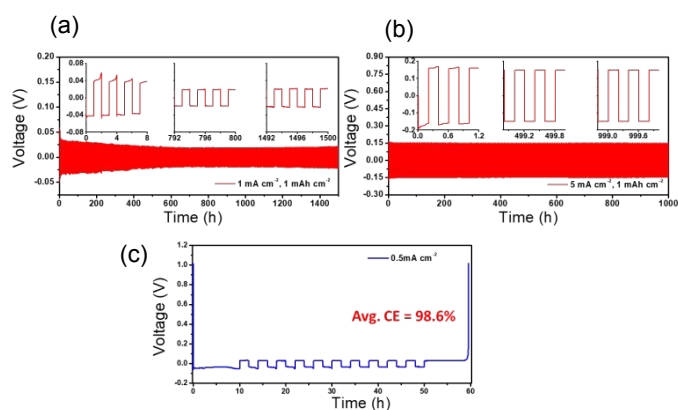 (a)
0.20
0.15
0.10
0.05
0.00
-0.05
Voltage (V)
0.08
0.04
0.00
-0.04
-0.08
0 4 8
792 796 800
1492 1496 1500
1 mA cm⁻², 1 mAh cm⁻²
0 200 400 600 800 1000 1200 1400
Time (h)
(b)
0.90
0.75
0.60
0.45
0.30
0.15
0.00
-0.15
-0.30
Voltage (V)
0.2
0.1
0.0
-0.1
-0.2
0.0 0.6 1.2
499.2 499.8
999.0 999.6
5 mA cm⁻², 1 mAh cm⁻²
0 200 400 600 800 1000
Time (h)
(c)
1.2
1.0
0.8
0.6
0.4
0.2
0.0
-0.2
Voltage (V)
0.5mA cm⁻²
Avg. CE = 98.6%
0 10 20 30 40 50 60
Time (h)